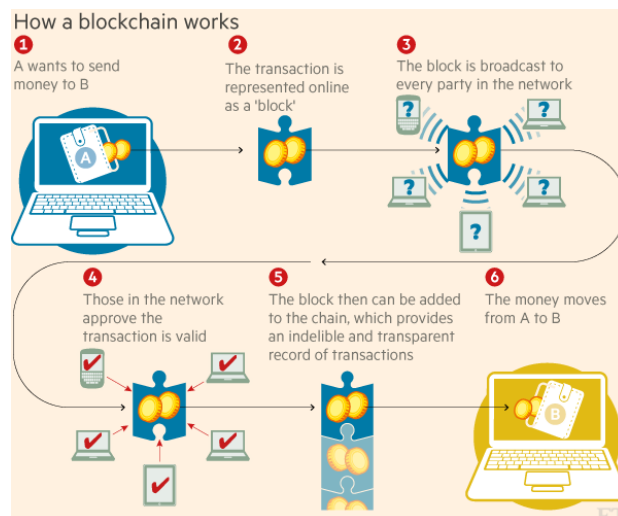 How a blockchain works
1
A wants to send
money to B
2
The transaction is
represented online
as a 'block'
3
The block is broadcast to
every party in the network
A
?
?
?
?
?
4
Those in the network
approve the
transaction is valid
5
The block then can be added
to the chain, which provides
an indelible and transparent
record of transactions
6
The money moves
from A to B
B
FT